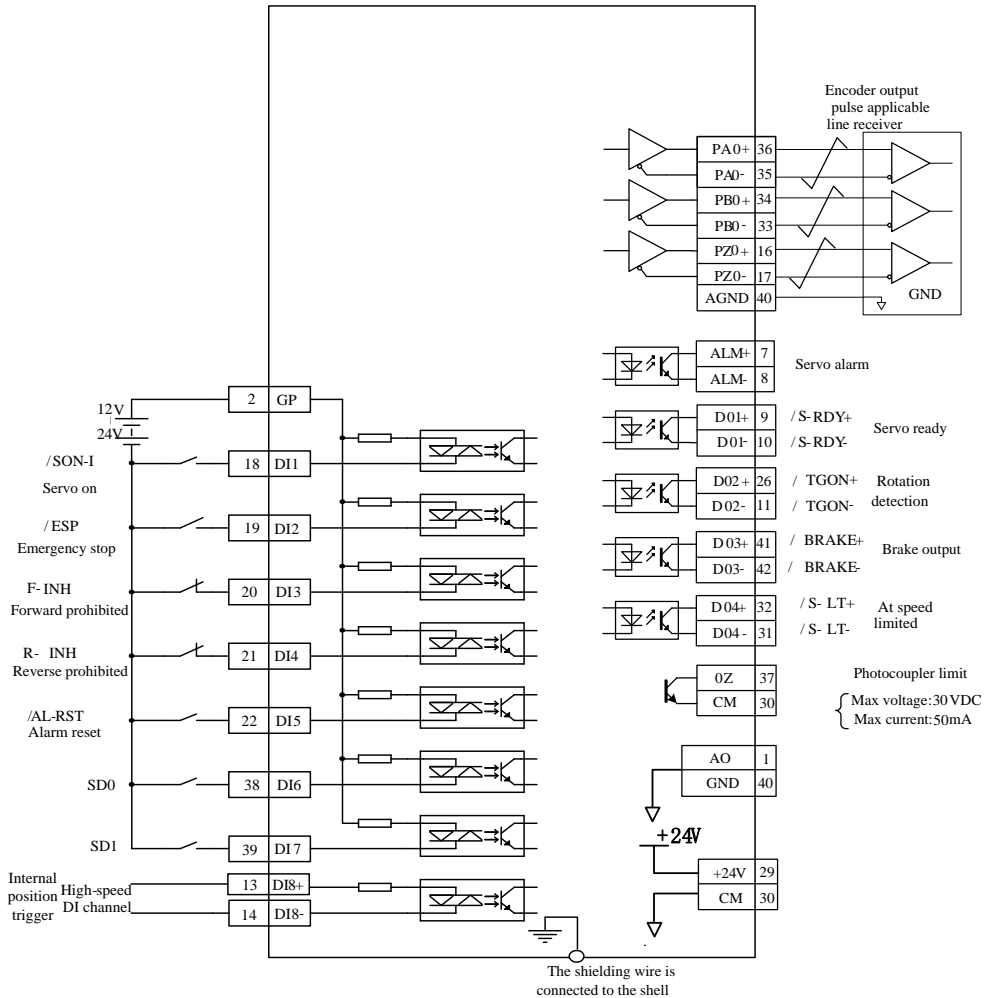 Encoder output
pulse applicable
line receiver
PA0+ 36
PA0- 35
PB0+ 34
PB0- 33
PZ0+ 16
PZ0- 17
AGND 40
GND
ALM+ 7
ALM- 8
Servo alarm
D01+ 9 /S-RDY+
D01- 10 /S-RDY-
Servo ready
D02+ 26 / TGON+
D02- 11 / TGON-
Rotation
detection
D03+ 41 / BRAKE+
D03- 42 / BRAKE-
Brake output
D04+ 32 /S- LT+
D04- 31 /S- LT-
At speed
limited
0Z 37
CM 30
Photocoupler limit
Max voltage:30VDC
Max current:50mA
AO 1
GND 40
+24V
+24V 29
CM 30
12V
24V
2 GP
/SON-I
Servo on
18 DI1
/ESP
Emergency stop
19 DI2
F-INH
Forward prohibited
20 DI3
R- INH
Reverse prohibited
21 DI4
/AL-RST
Alarm reset
22 DI5
SD0
38 DI6
SD1
39 DI7
Internal
position
trigger
High-speed
DI channel
13 DI8+
14 DI8-
The shielding wire is
connected to the shell